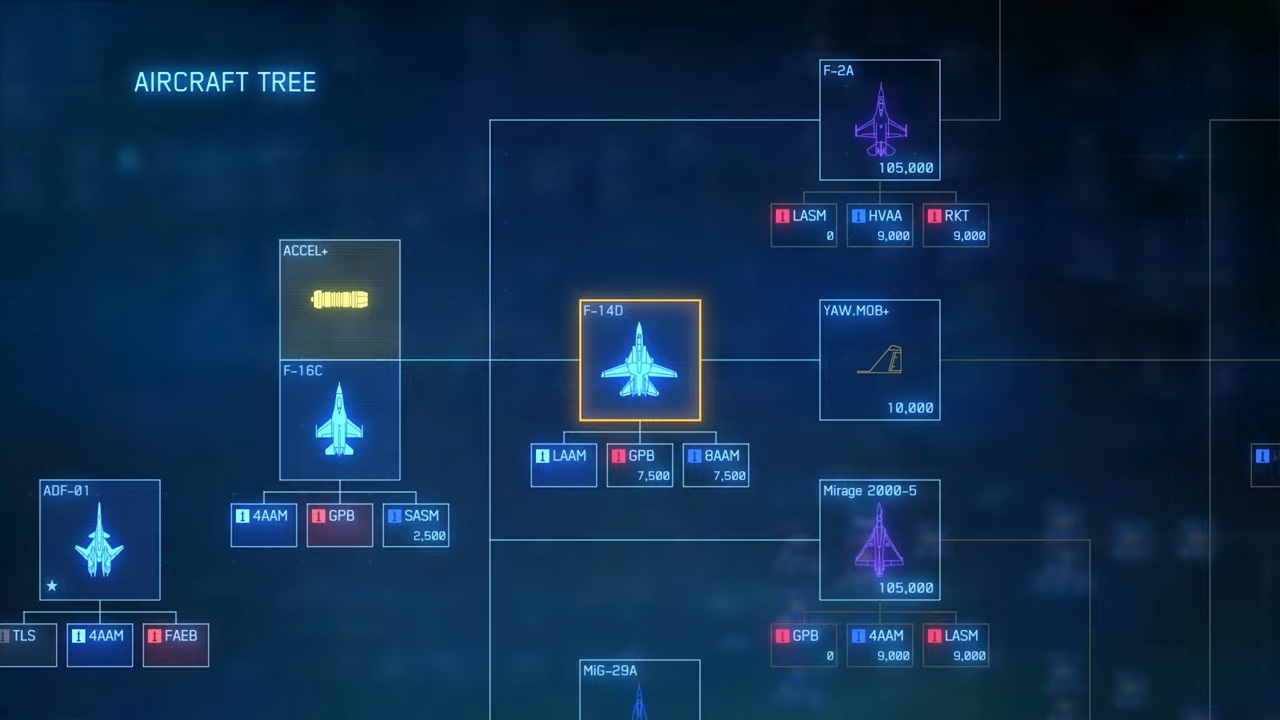 AIRCRAFT TREE
F-2A
105,000
LASM
0
HVAA
9,000
RKT
9,000
ACCEL+
F-16C
4AAM
GPB
SASM
2,500
F-14D
LAAM
GPB
7,500
8AAM
7,500
YAW.MOB+
10,000
ADF-01
TLS
4AAM
FAEB
Mirage 2000-5
105,000
GPB
0
4AAM
9,000
LASM
9,000
MiG-29A